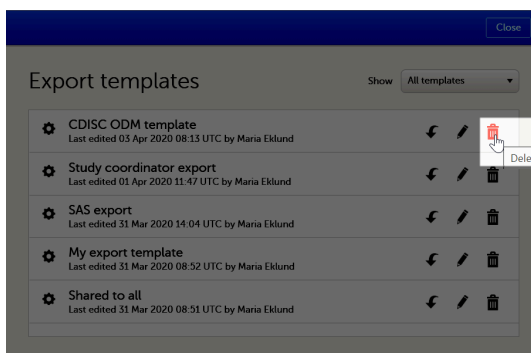 Close
Export templates
Show All templates
CDISC ODM template
Last edited 03 Apr 2020 08:13 UTC by Maria Eklund
Dele
Study coordinator export
Last edited 01 Apr 2020 11:47 UTC by Maria Eklund
SAS export
Last edited 31 Mar 2020 14:04 UTC by Maria Eklund
My export template
Last edited 31 Mar 2020 08:52 UTC by Maria Eklund
Shared to all
Last edited 31 Mar 2020 08:51 UTC by Maria Eklund